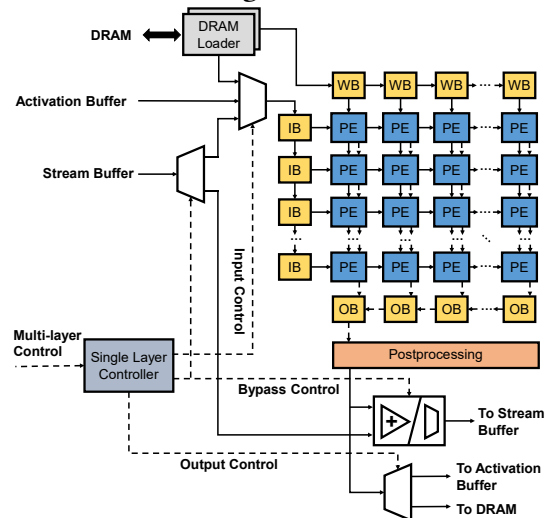 DRAM
DRAM
Loader
WB WB WB WB
Activation Buffer
IB PE PE PE PE
Stream Buffer
IB PE PE PE PE
IB PE PE PE PE
IB PE PE PE PE
Input Control
OB OB OB OB
Multi-layer
Control
Single Layer
Controller
Postprocessing
Bypass Control
+
To Stream
Buffer
Output Control
To Activation
Buffer
To DRAM